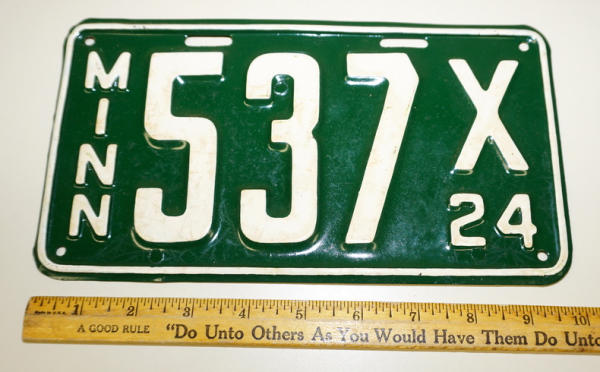 MINN
537
X
24
1 2 3 4 5 6 7 8 9 10
A GOOD RULE "Do Unto Others As You Would Have Them Do Unto